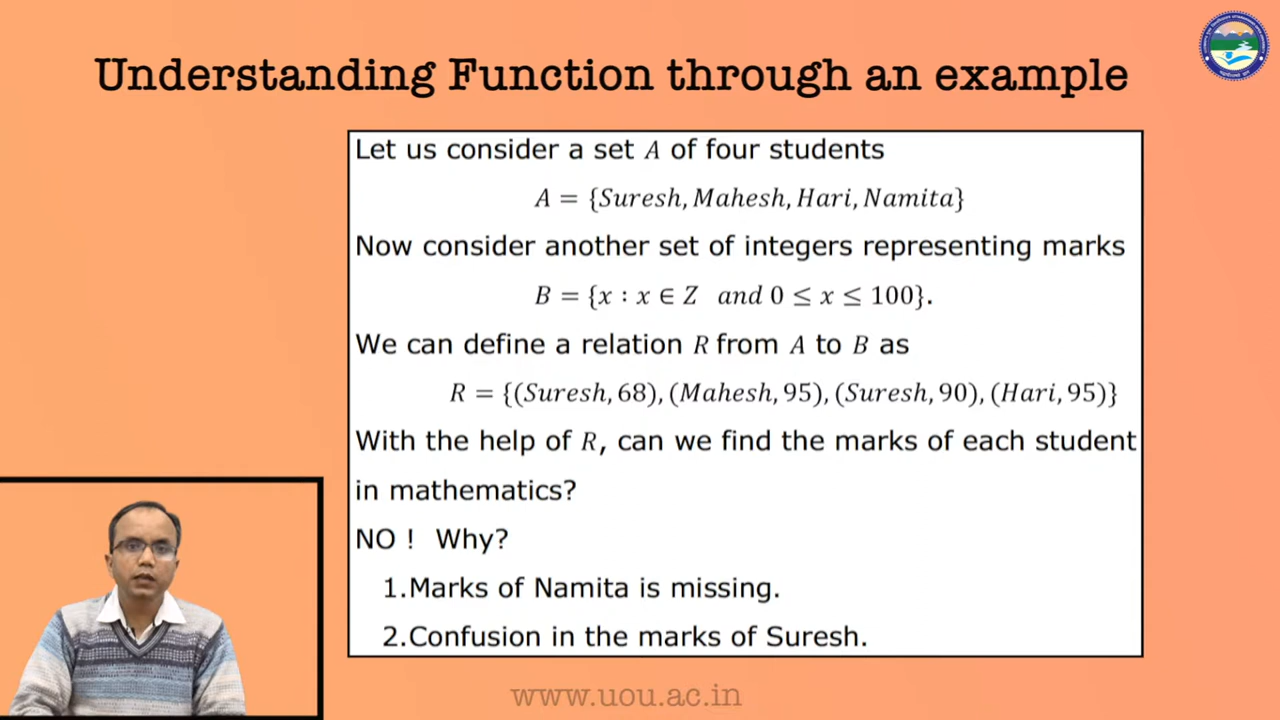 Understanding Function through an example
Let us consider a set A of four students
A = {Suresh, Mahesh, Hari, Namita}
Now consider another set of integers representing marks
B = {x : x ∈ Z and 0 ≤ x ≤ 100}.
We can define a relation R from A to B as
R = {(Suresh, 68), (Mahesh, 95), (Suresh, 90), (Hari, 95)}
With the help of R, can we find the marks of each student
in mathematics?
NO ! Why?
1.Marks of Namita is missing.
2.Confusion in the marks of Suresh.
www.uou.ac.in